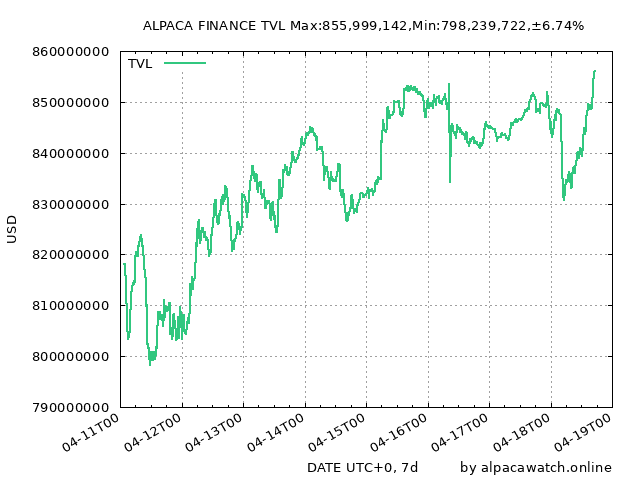 ALPACA FINANCE TVL Max:855,999,142,Min:798,239,722,±6.74%
860000000
TVL
850000000
840000000
830000000
820000000
810000000
800000000
790000000
USD
04-11T00
04-12T00
04-13T00
04-14T00
04-15T00
04-16T00
04-17T00
04-18T00
04-19T00
DATE UTC+0, 7d
by alpacawatch.online